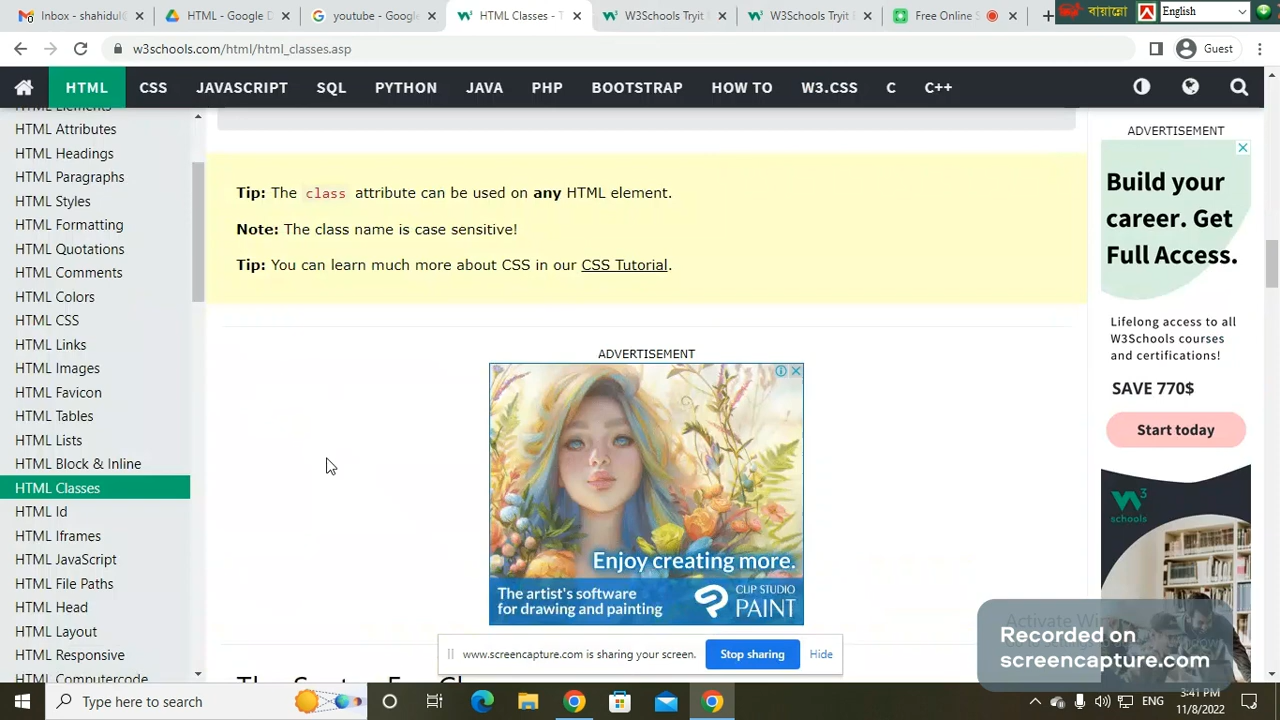 Inbox - shahidul
HTML - Google D
youtube
HTML Classes - T
W3Schools Tryit
W3Schools Tryit
Free Online S
বায়ান্নো
English
w3schools.com/html/html_classes.asp
Guest
HTML
CSS
JAVASCRIPT
SQL
PYTHON
JAVA
PHP
BOOTSTRAP
HOW TO
W3.CSS
C
C++
HTML Elements
HTML Attributes
HTML Headings
HTML Paragraphs
HTML Styles
HTML Formatting
HTML Quotations
HTML Comments
HTML Colors
HTML CSS
HTML Links
HTML Images
HTML Favicon
HTML Tables
HTML Lists
HTML Block & Inline
HTML Classes
HTML Id
HTML Iframes
HTML JavaScript
HTML File Paths
HTML Head
HTML Layout
HTML Responsive
HTML Computercode
Tip: The class attribute can be used on any HTML element.
Note: The class name is case sensitive!
Tip: You can learn much more about CSS in our CSS Tutorial.
ADVERTISEMENT
Enjoy creating more.
The artist's software
for drawing and painting
CLIP STUDIO
PAINT
www.screencapture.com is sharing your screen.
Stop sharing
Hide
ADVERTISEMENT
Build your
career. Get
Full Access.
Lifelong access to all
W3Schools courses
and certifications!
SAVE 770$
Start today
W3
schools
Activate Win
Recorded on
screencapture.com
Type here to search
ENG
3:41 PM
11/8/2022